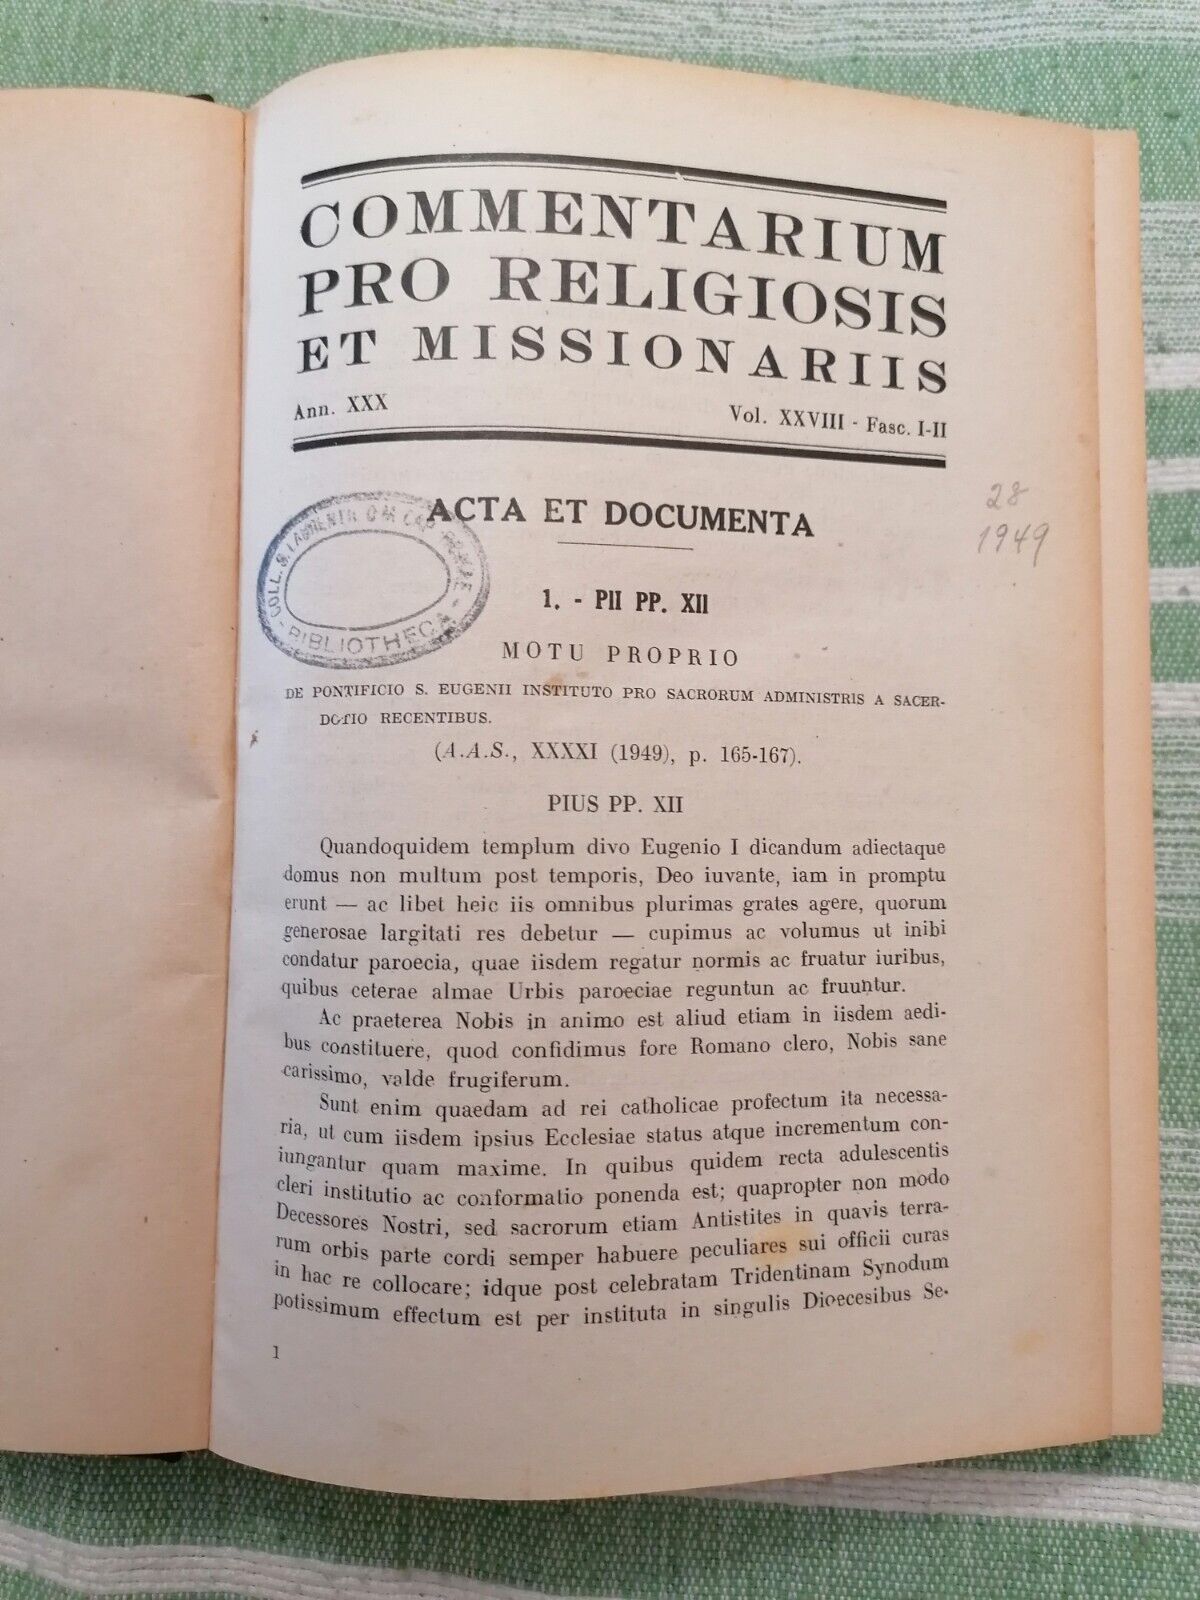 COMMENTARIUM
PRO RELIGIOSIS
ET MISSIONARIIS
Ann. XXX Vol. XXVIII - Fasc. I-II
ACTA ET DOCUMENTA
28
1949
COLL. S. LAURENTII O M CAP ROMAE
- BIBLIOTHECA -
1. - PII PP. XII
MOTU PROPRIO
DE PONTIFICIO S. EUGENII INSTITUTO PRO SACRORUM ADMINISTRIS A SACER-
DOTIO RECENTIBUS.
(A.A.S., XXXXI (1949), p. 165-167).
PIUS PP. XII
Quandoquidem templum divo Eugenio I dicandum adiectaque
domus non multum post temporis, Deo iuvante, iam in promptu
erunt — ac libet heic iis omnibus plurimas grates agere, quorum
generosae largitati res debetur — cupimus ac volumus ut inibi
condatur paroecia, quae iisdem regatur normis ac fruatur iuribus,
quibus ceterae almae Urbis paroeciae reguntun ac fruuntur.
Ac praeterea Nobis in animo est aliud etiam in iisdem aedi-
bus constituere, quod confidimus fore Romano clero, Nobis sane
carissimo, valde frugiferum.
Sunt enim quaedam ad rei catholicae profectum ita necessa-
ria, ut cum iisdem ipsius Ecclesiae status atque incrementum con-
iungantur quam maxime. In quibus quidem recta adulescentis
cleri institutio ac conformatio ponenda est; quapropter non modo
Decessores Nostri, sed sacrorum etiam Antistites in quavis terra-
rum orbis parte cordi semper habuere peculiares sui officii curas
in hac re collocare; idque post celebratam Tridentinam Synodum
potissimum effectum est per instituta in singulis Dioecesibus Se-
1